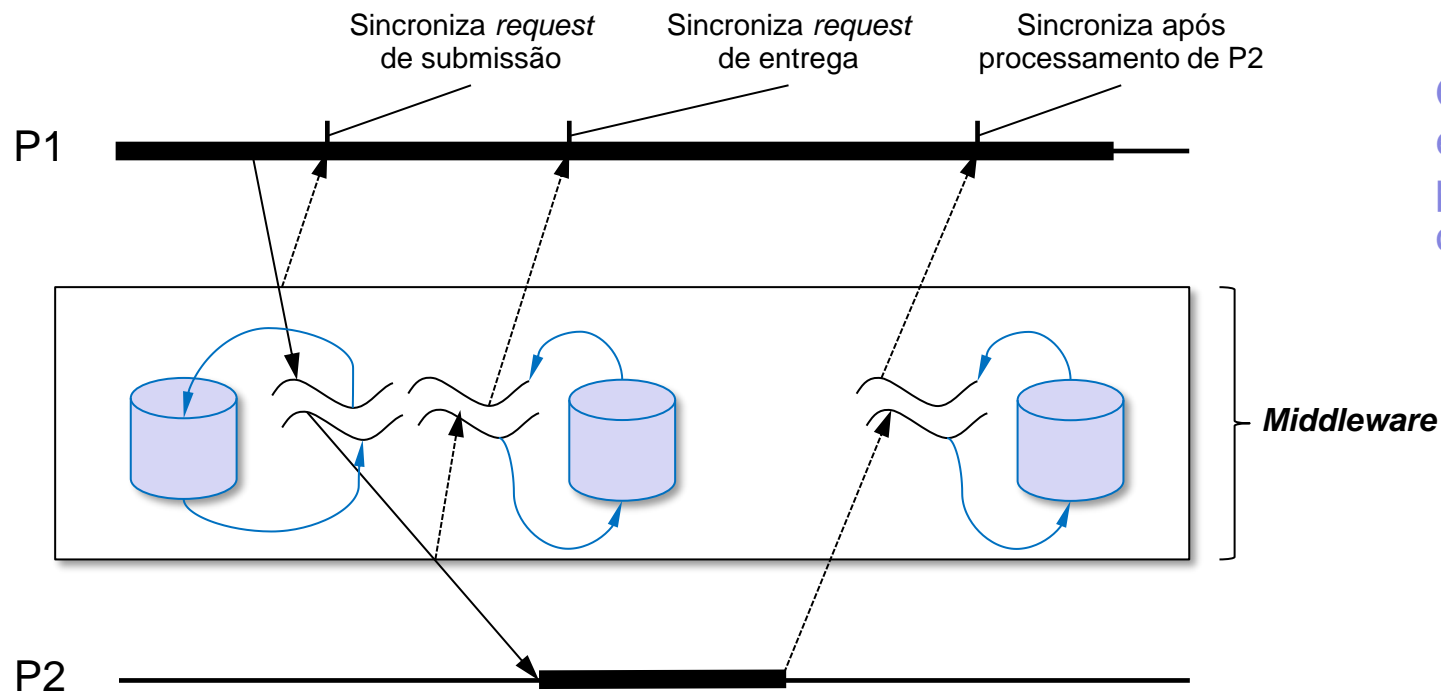 Sincroniza request
de submissão
Sincroniza request
de entrega
Sincroniza após
processamento de P2
P1
Middleware
P2